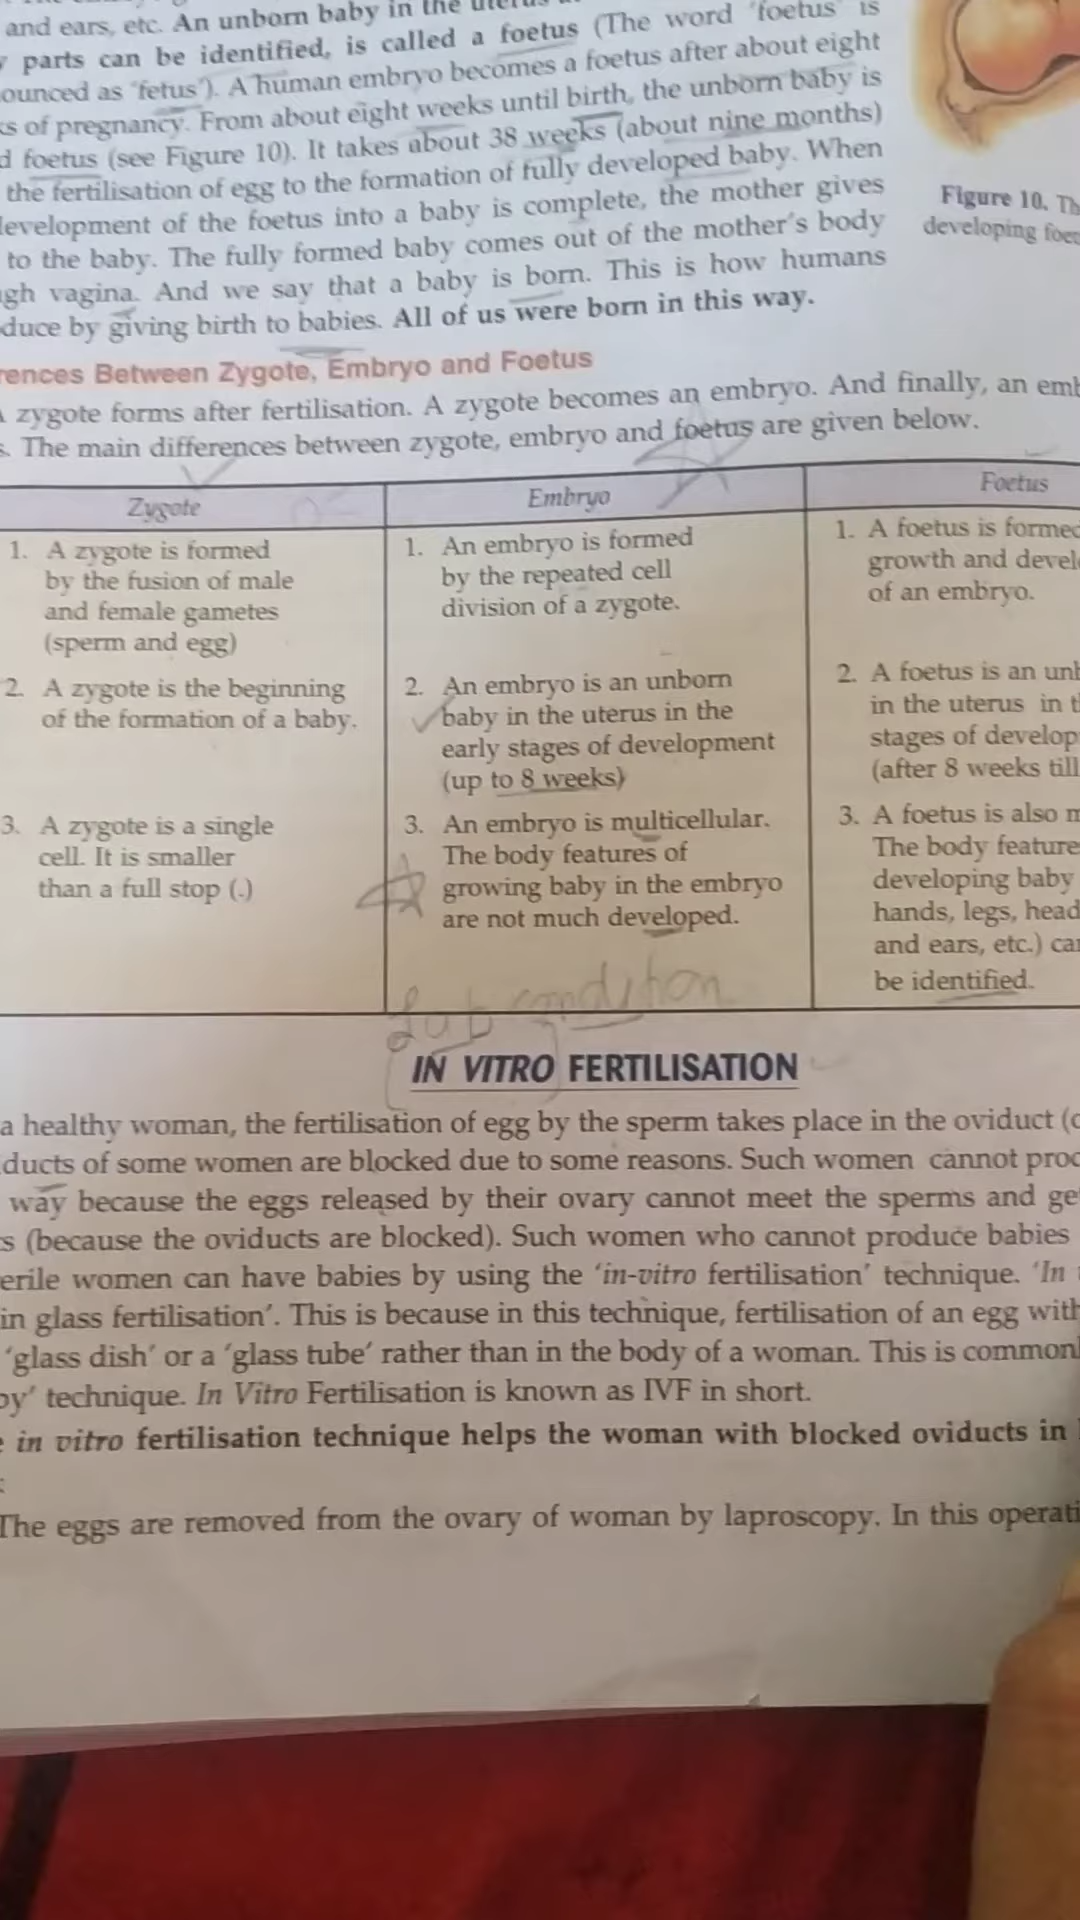 and ears, etc. An unborn baby in the
parts can be identified, is called a foetus (The word 'foetus' is
ounced as 'fetus'). A human embryo becomes a foetus after about eight
s of pregnancy. From about eight weeks until birth, the unborn baby is
d foetus (see Figure 10). It takes about 38 weeks (about nine months)
the fertilisation of egg to the formation of fully developed baby. When
evelopment of the foetus into a baby is complete, the mother gives
to the baby. The fully formed baby comes out of the mother's body
gh vagina. And we say that a baby is born. This is how humans
duce by giving birth to babies. All of us were born in this way.
Figure 10. Th
developing foe
rences Between Zygote, Embryo and Foetus
A zygote forms after fertilisation. A zygote becomes an embryo. And finally, an emb
s. The main differences between zygote, embryo and foetus are given below.
Zygote
1. A zygote is formed
by the fusion of male
and female gametes
(sperm and egg)
2. A zygote is the beginning
of the formation of a baby.
3. A zygote is a single
cell. It is smaller
than a full stop (.)
Embryo
1. An embryo is formed
by the repeated cell
division of a zygote.
2. An embryo is an unborn
baby in the uterus in the
early stages of development
(up to 8 weeks)
3. An embryo is multicellular.
The body features of
growing baby in the embryo
are not much developed.
Foetus
1. A foetus is formed
growth and devel
of an embryo.
2. A foetus is an unb
in the uterus in t
stages of develop
(after 8 weeks till
3. A foetus is also m
The body feature
developing baby
hands, legs, head
and ears, etc.) ca
be identified.
Lab condition
IN VITRO FERTILISATION
a healthy woman, the fertilisation of egg by the sperm takes place in the oviduct (
ducts of some women are blocked due to some reasons. Such women cannot proc
way because the eggs released by their ovary cannot meet the sperms and ge
s (because the oviducts are blocked). Such women who cannot produce babies
erile women can have babies by using the 'in-vitro fertilisation' technique. 'In
in glass fertilisation'. This is because in this technique, fertilisation of an egg with
'glass dish' or a 'glass tube' rather than in the body of a woman. This is common
by' technique. In Vitro Fertilisation is known as IVF in short.
e in vitro fertilisation technique helps the woman with blocked oviducts in
The eggs are removed from the ovary of woman by laproscopy. In this operati